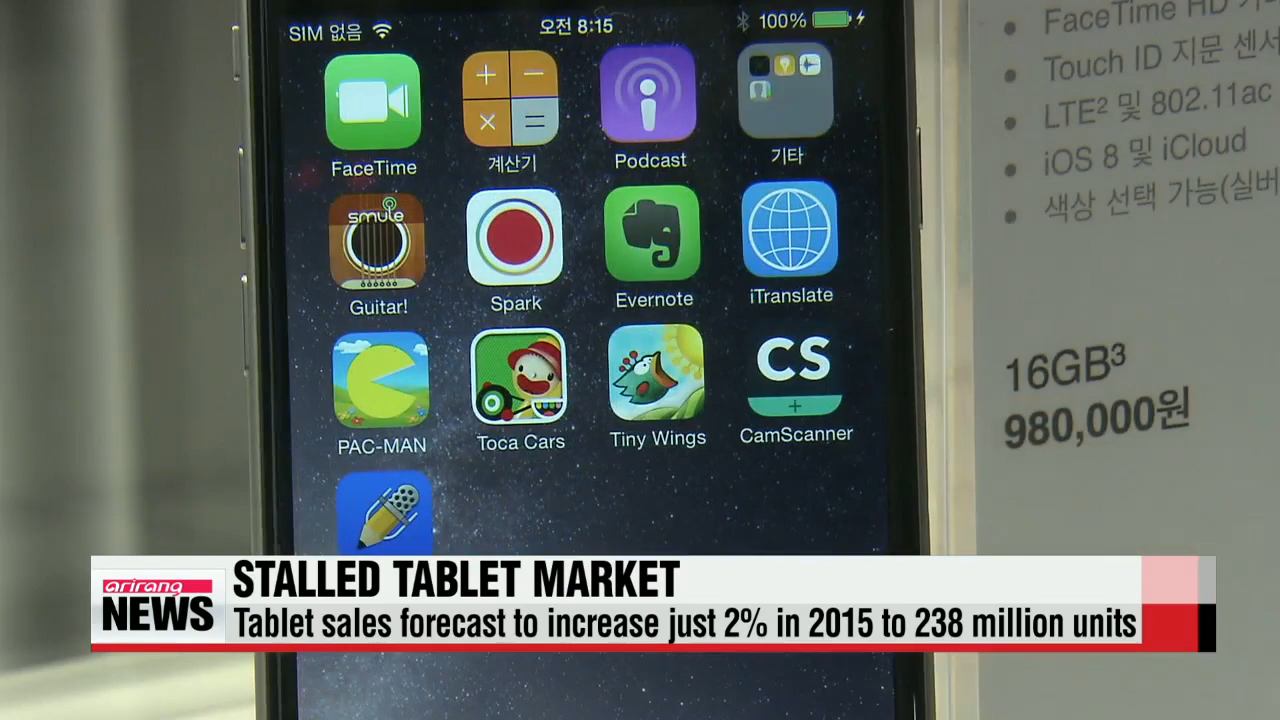 SIM 없음 오전 8:15 100%
FaceTime 계산기 Podcast 기타
smule
Guitar! Spark Evernote iTranslate
CS
PAC-MAN Toca Cars Tiny Wings CamScanner
FaceTime HD
Touch ID 지문 센서
LTE² 및 802.11ac
iOS 8 및 iCloud
색상 선택 가능(실버
16GB³
980,000원
arirang
NEWS
STALLED TABLET MARKET
Tablet sales forecast to increase just 2% in 2015 to 238 million units